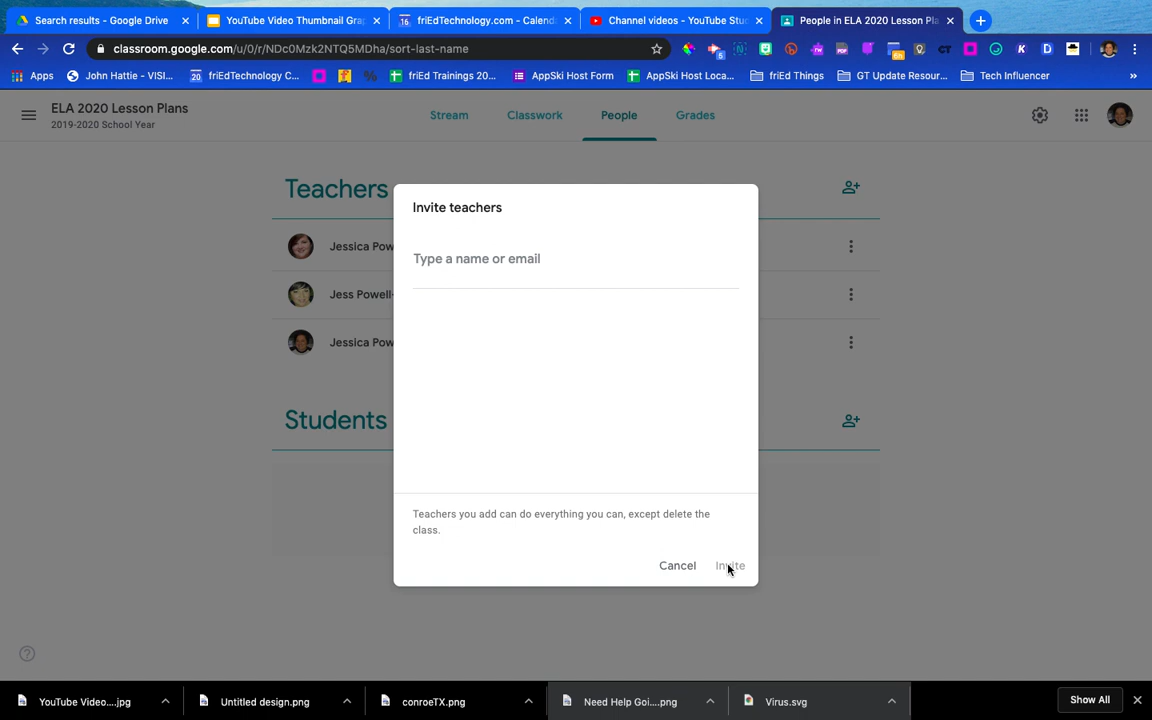 Search results - Google Drive
YouTube Video Thumbnail Gra
friEdTechnology.com - Calend
Channel videos - YouTube Stud
People in ELA 2020 Lesson Pla
classroom.google.com/u/0/r/NDc0Mzk2NTQ5MDha/sort-last-name
Apps
John Hattie - VISI...
friEdTechnology C...
friEd Trainings 20...
AppSki Host Form
AppSki Host Loca...
friEd Things
GT Update Resour...
Tech Influencer
»
ELA 2020 Lesson Plans
2019-2020 School Year
Stream
Classwork
People
Grades
Teachers
Jessica Pow
Jess Powell-
Jessica Pow
Students
Invite teachers
Type a name or email
Teachers you add can do everything you can, except delete the
class.
Cancel
Invite
YouTube Video....jpg
Untitled design.png
conroeTX.png
Need Help Goi....png
Virus.svg
Show All